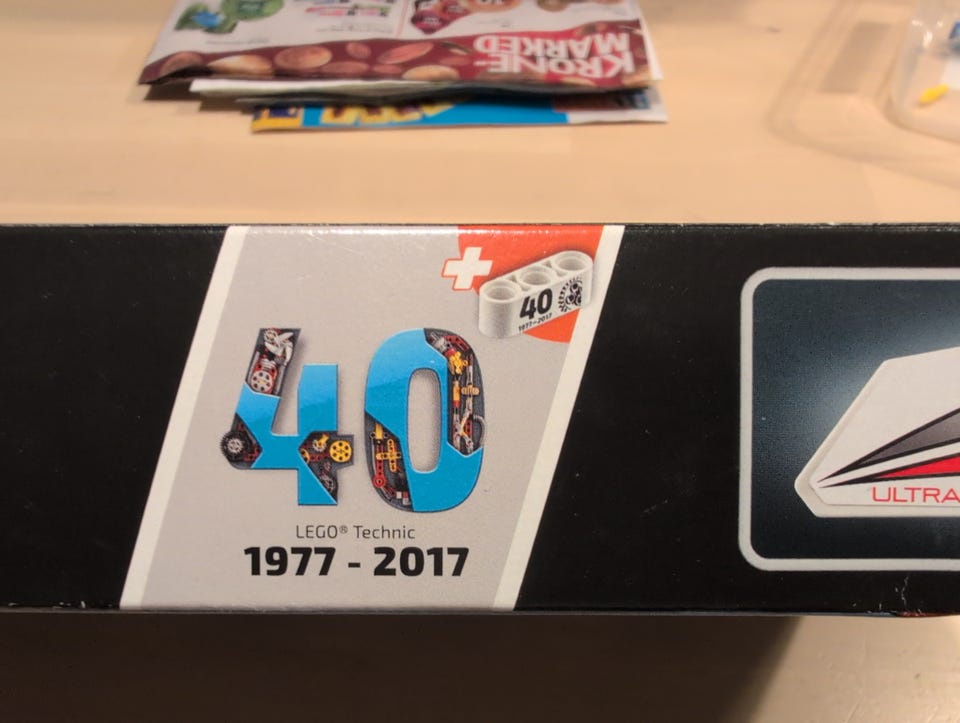 KRONE-
MARKED
40
1977-2017
40
LEGO® Technic
1977 - 2017
ULTRA